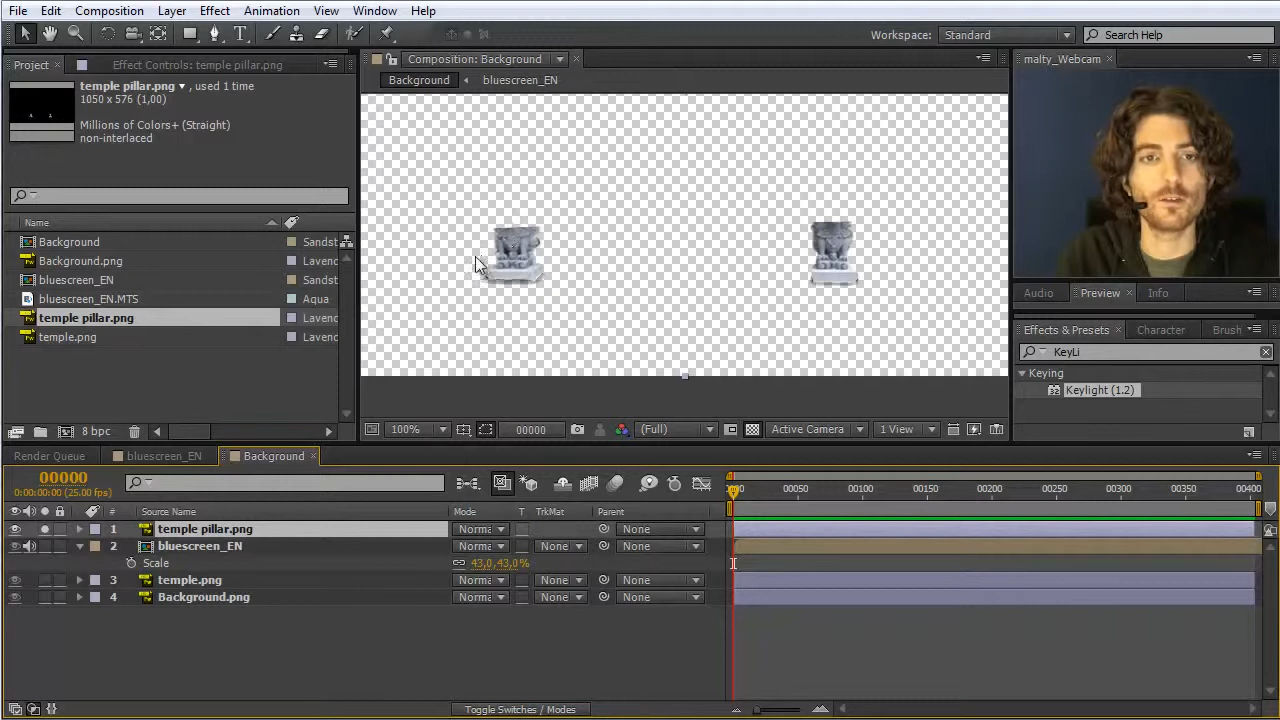 File Edit Composition Layer Effect Animation View Window Help
Workspace: Standard Search Help
Project Effect Controls: temple pillar.png Composition: Background malty_Webcam
Background bluescreen_EN
temple pillar.png , used 1 time
1050 x 576 (1,00)
Millions of Colors+ (Straight)
non-interlaced
Name
Background Sandst
Background.png Lavenc
bluescreen_EN Sandst
bluescreen_EN.MTS Aqua
temple pillar.png Lavenc
temple.png Lavenc
Audio Preview Info
Effects & Presets Character Brush
KeyLi
Keying
32 Keylight (1.2)
8 bpc 100% 00000 (Full) Active Camera 1 View
Render Queue bluescreen_EN Background
00000
0:00:00:00 (25.00 fps)
00050 00100 00150 00200 00250 00300 00350 00400
# Source Name Mode T TrkMat Parent
1 temple pillar.png Norma None
2 bluescreen_EN Norma None None
Scale 43,0,43,0%
3 temple.png Norma None None
4 Background.png Norma None None
Toggle Switches / Modes